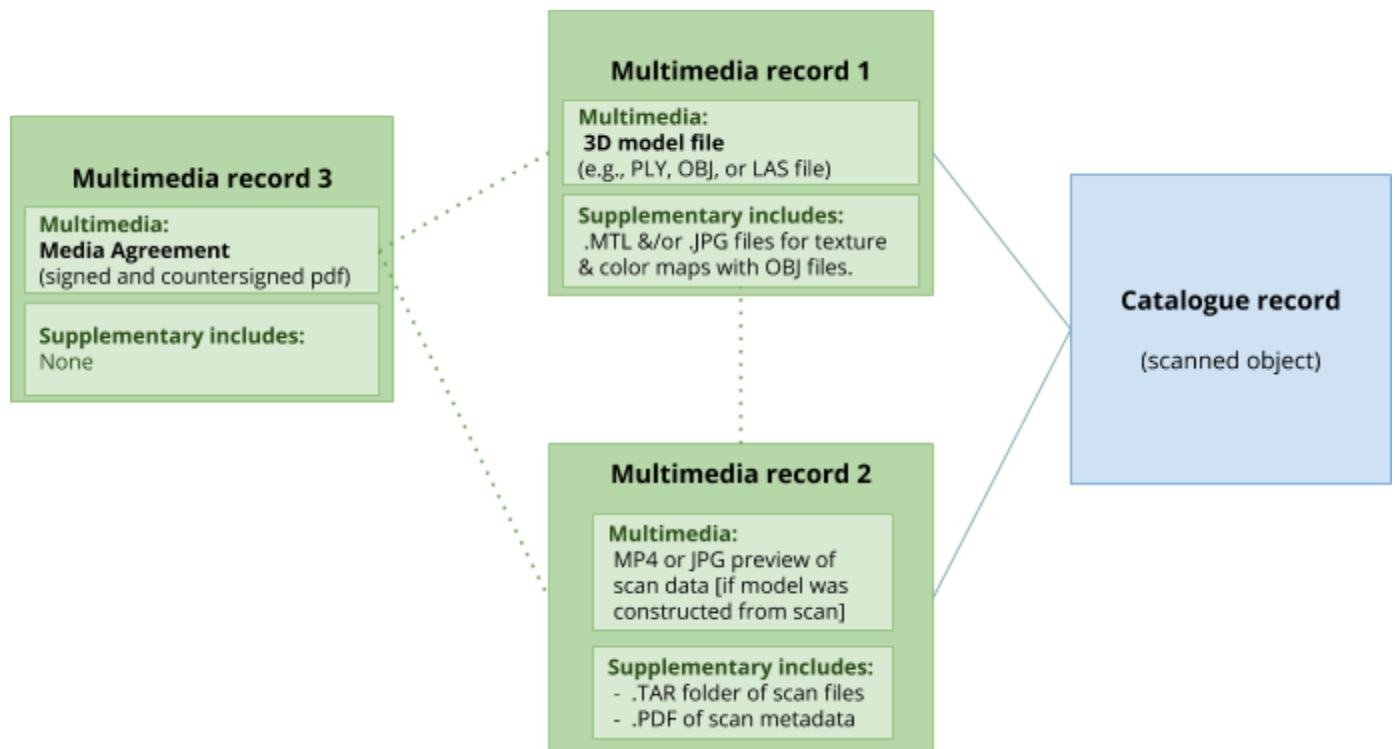 Multimedia record 1
Multimedia:
3D model file
(e.g., PLY, OBJ, or LAS file)
Supplementary includes:
.MTL &/or .JPG files for texture
& color maps with OBJ files.
Multimedia record 3
Multimedia:
Media Agreement
(signed and countersigned pdf)
Supplementary includes:
None
Catalogue record
(scanned object)
Multimedia record 2
Multimedia:
MP4 or JPG preview of
scan data [if model was
constructed from scan]
Supplementary includes:
- .TAR folder of scan files
- .PDF of scan metadata